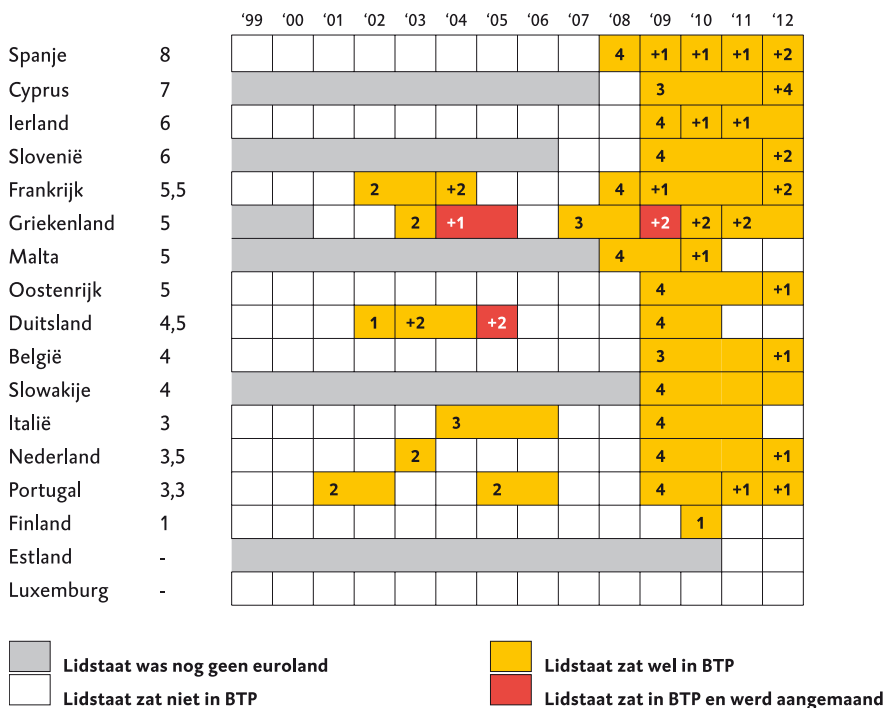 ‘99 ‘00 ‘01 ‘02 ‘03 ‘04 ‘05 ‘06 ‘07 ‘08 ‘09 ‘10 ‘11 ‘12
Spanje 8 4 +1 +1 +1 +2
Cyprus 7 3 +4
Ierland 6 4 +1 +1
Slovenië 6 4 +2
Frankrijk 5,5 2 +2 4 +1 +2
Griekenland 5 2 +1 3 +2 +2 +2
Malta 5 4 +1
Oostenrijk 5 4 +1
Duitsland 4,5 1 +2 +2 4
België 4 3 +1
Slowakije 4 4
Italië 3 3 4
Nederland 3,5 2 4 +1
Portugal 3,3 2 2 4 +1 +1
Finland 1 1
Estland -
Luxemburg -
Lidstaat was nog geen euroland
Lidstaat zat niet in BTP
Lidstaat zat wel in BTP
Lidstaat zat in BTP en werd aangemaand